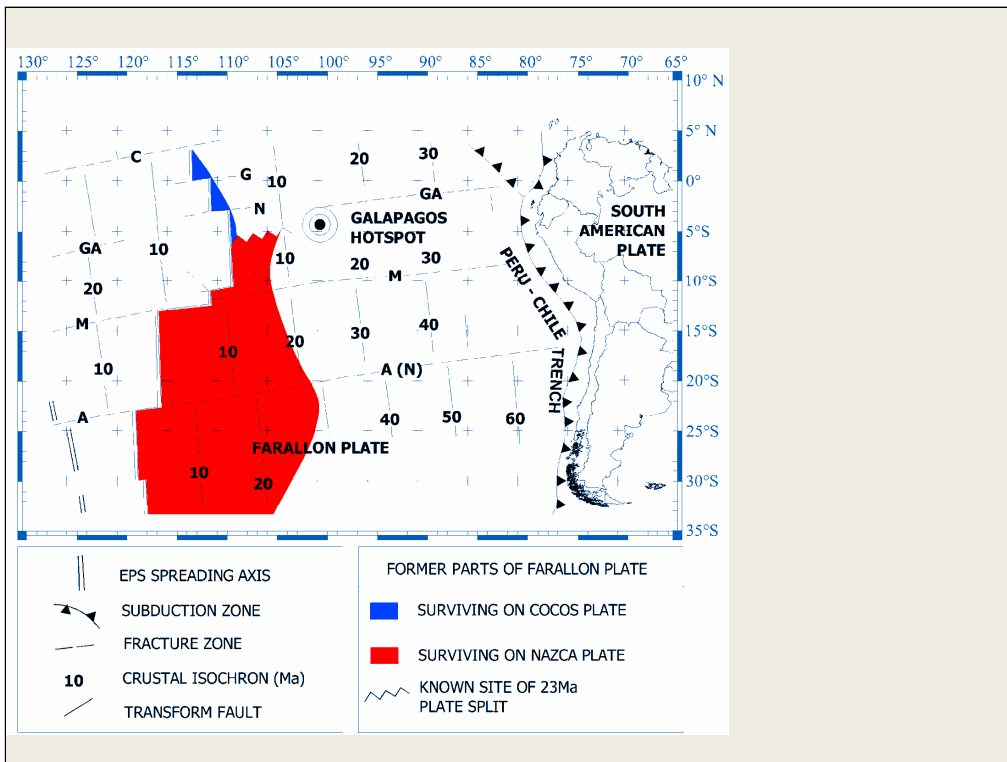 130° 125° 120° 115° 110° 105° 100° 95° 90° 85° 80° 75° 70° 65°
10° N
5° N
0°
5°S
10°S
15°S
20°S
25°S
30°S
35°S
C
G
10
20
30
GA
N
GALAPAGOS
HOTSPOT
SOUTH
AMERICAN
PLATE
GA
10
10
20
30
M
20
PERU - CHILE TRENCH
M
10
10
20
30
40
A (N)
A
40
50
60
FARALLON PLATE
10
20
EPS SPREADING AXIS
SUBDUCTION ZONE
FRACTURE ZONE
10 CRUSTAL ISOCHRON (Ma)
TRANSFORM FAULT
FORMER PARTS OF FARALLON PLATE
SURVIVING ON COCOS PLATE
SURVIVING ON NAZCA PLATE
KNOWN SITE OF 23Ma
PLATE SPLIT